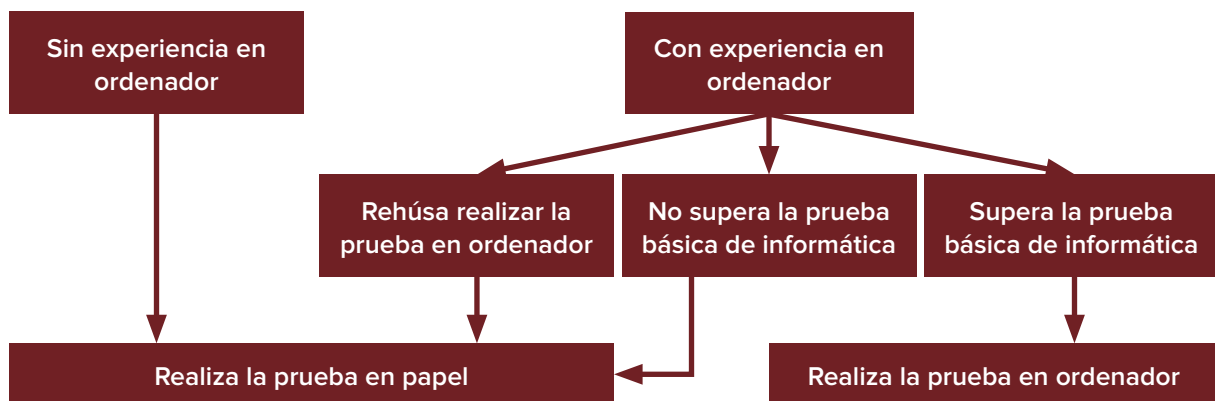 Sin experiencia en
ordenador
Con experiencia en
ordenador
Rehúsa realizar la
prueba en ordenador
No supera la prueba
básica de informática
Supera la prueba
básica de informática
Realiza la prueba en papel
Realiza la prueba en ordenador